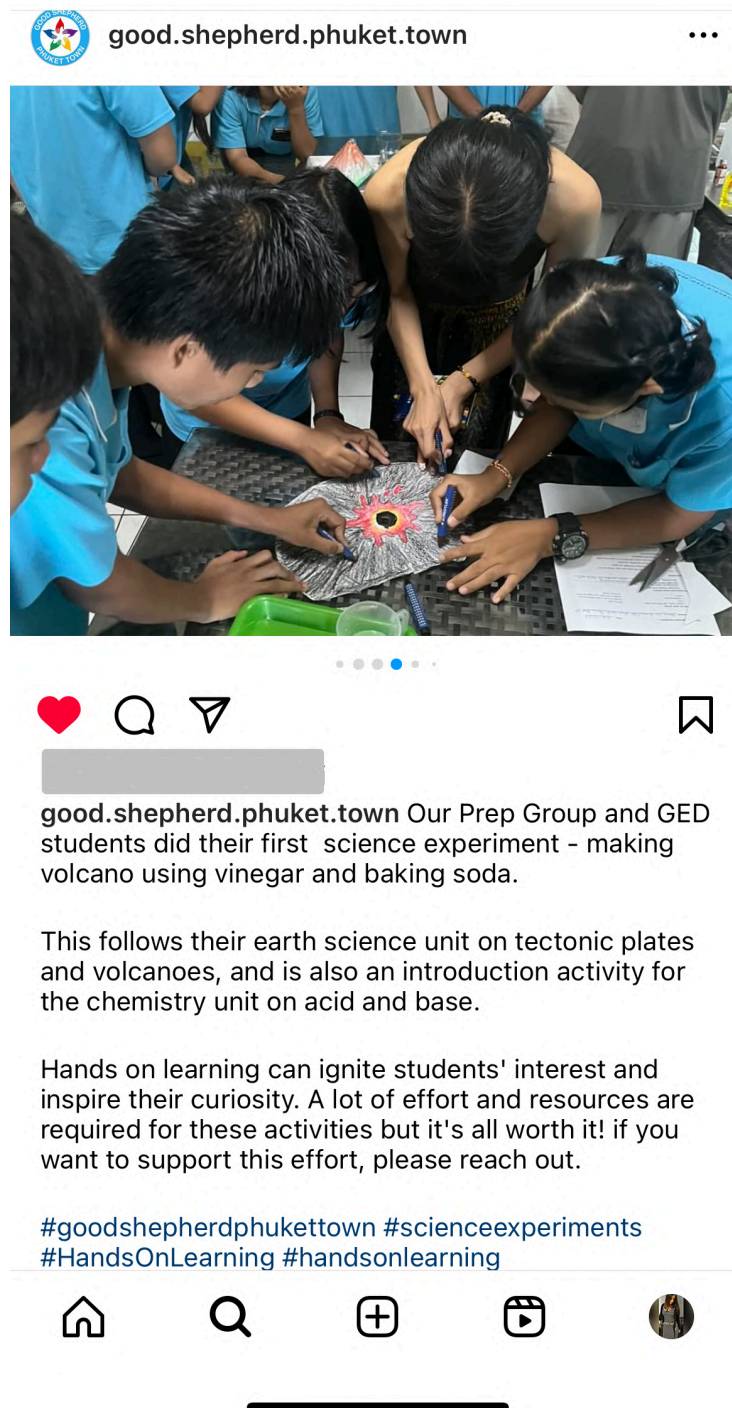 GOOD SHEPHERD
PHUKET TOWN
good.shepherd.phuket.town
good.shepherd.phuket.town Our Prep Group and GED
students did their first  science experiment - making
volcano using vinegar and baking soda.
This follows their earth science unit on tectonic plates
and volcanoes, and is also an introduction activity for
the chemistry unit on acid and base.
Hands on learning can ignite students' interest and
inspire their curiosity. A lot of effort and resources are
required for these activities but it's all worth it! if you
want to support this effort, please reach out.
#goodshepherdphukettown #scienceexperiments
#HandsOnLearning #handsonlearning